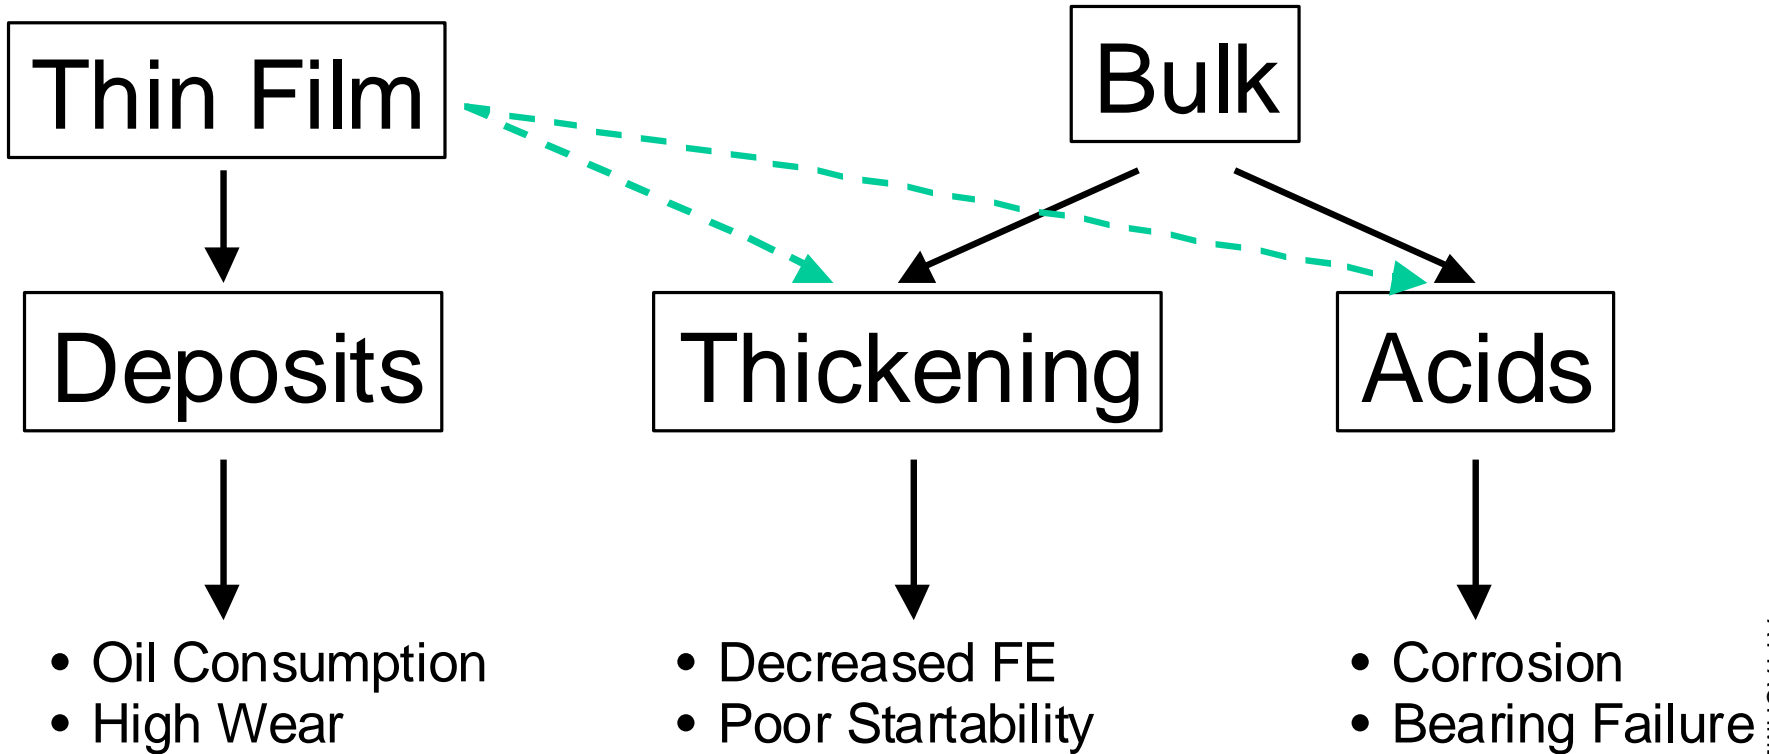 Thin Film
Bulk
Deposits
Thickening
Acids
• Oil Consumption
• High Wear
• Decreased FE
• Poor Startability
• Corrosion
• Bearing Failure